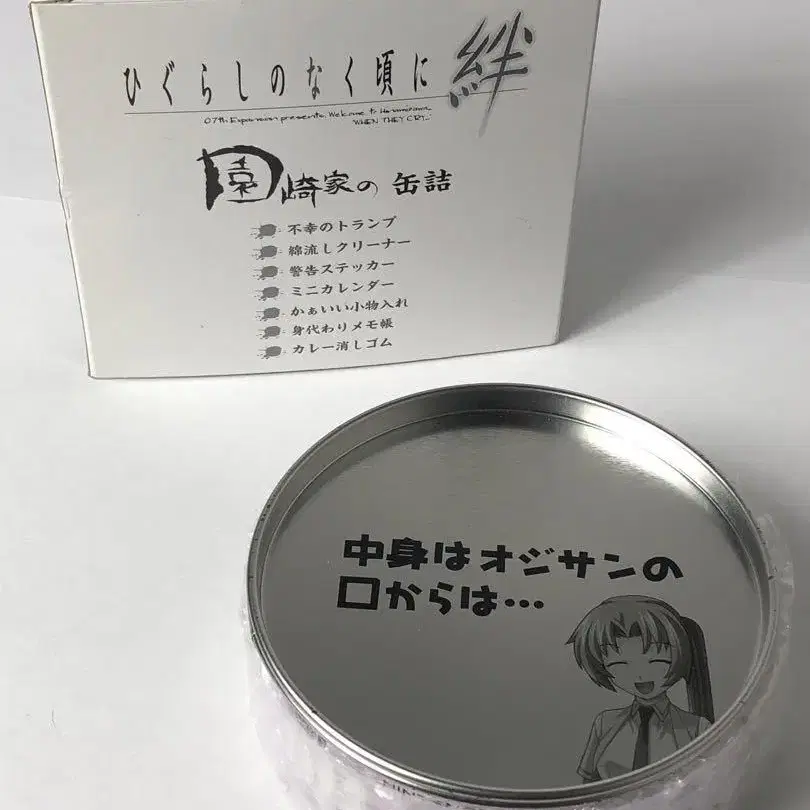 ひぐらしのなく頃に 絆
07th Expansion presents. Welcome to Hinamizawa...
WHEN THEY CRY...
園崎家の缶詰
不幸のトランプ
綿流しクリーナー
警告ステッカー
ミニカレンダー
かぁいい小物入れ
身代わりメモ帳
カレー消しゴム
中身はオジサンの
口からは…